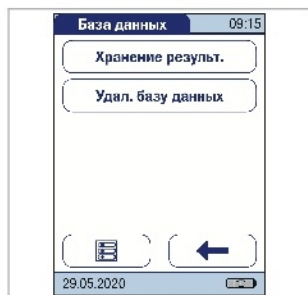 База данных 09:15
Хранение результ.
Удал. базу данных
29.05.2020